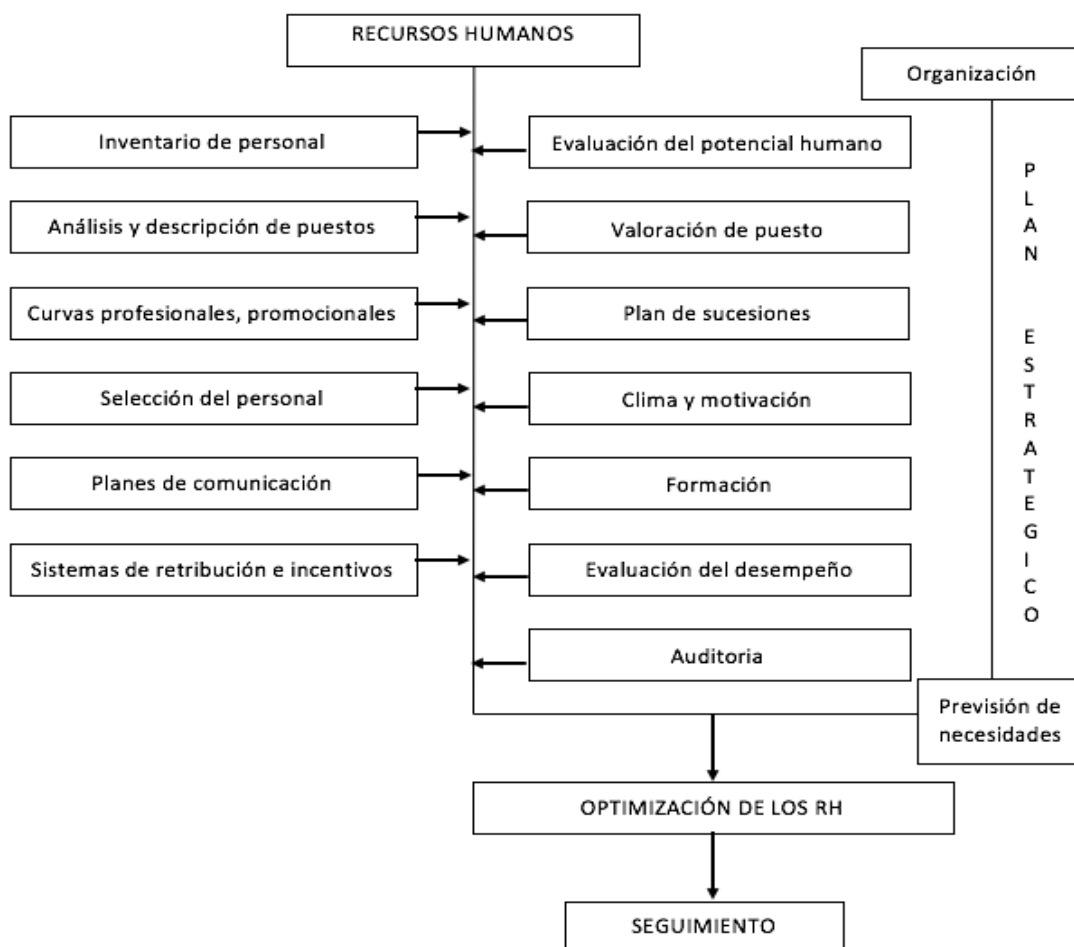 RECURSOS HUMANOS
Organización
Inventario de personal
Evaluación del potencial humano
Análisis y descripción de puestos
Valoración de puesto
Curvas profesionales, promocionales
Plan de sucesiones
Selección del personal
Clima y motivación
Planes de comunicación
Formación
Sistemas de retribución e incentivos
Evaluación del desempeño
Auditoria
PLAN ESTRATEGICO
Previsión de
necesidades
OPTIMIZACIÓN DE LOS RH
SEGUIMIENTO